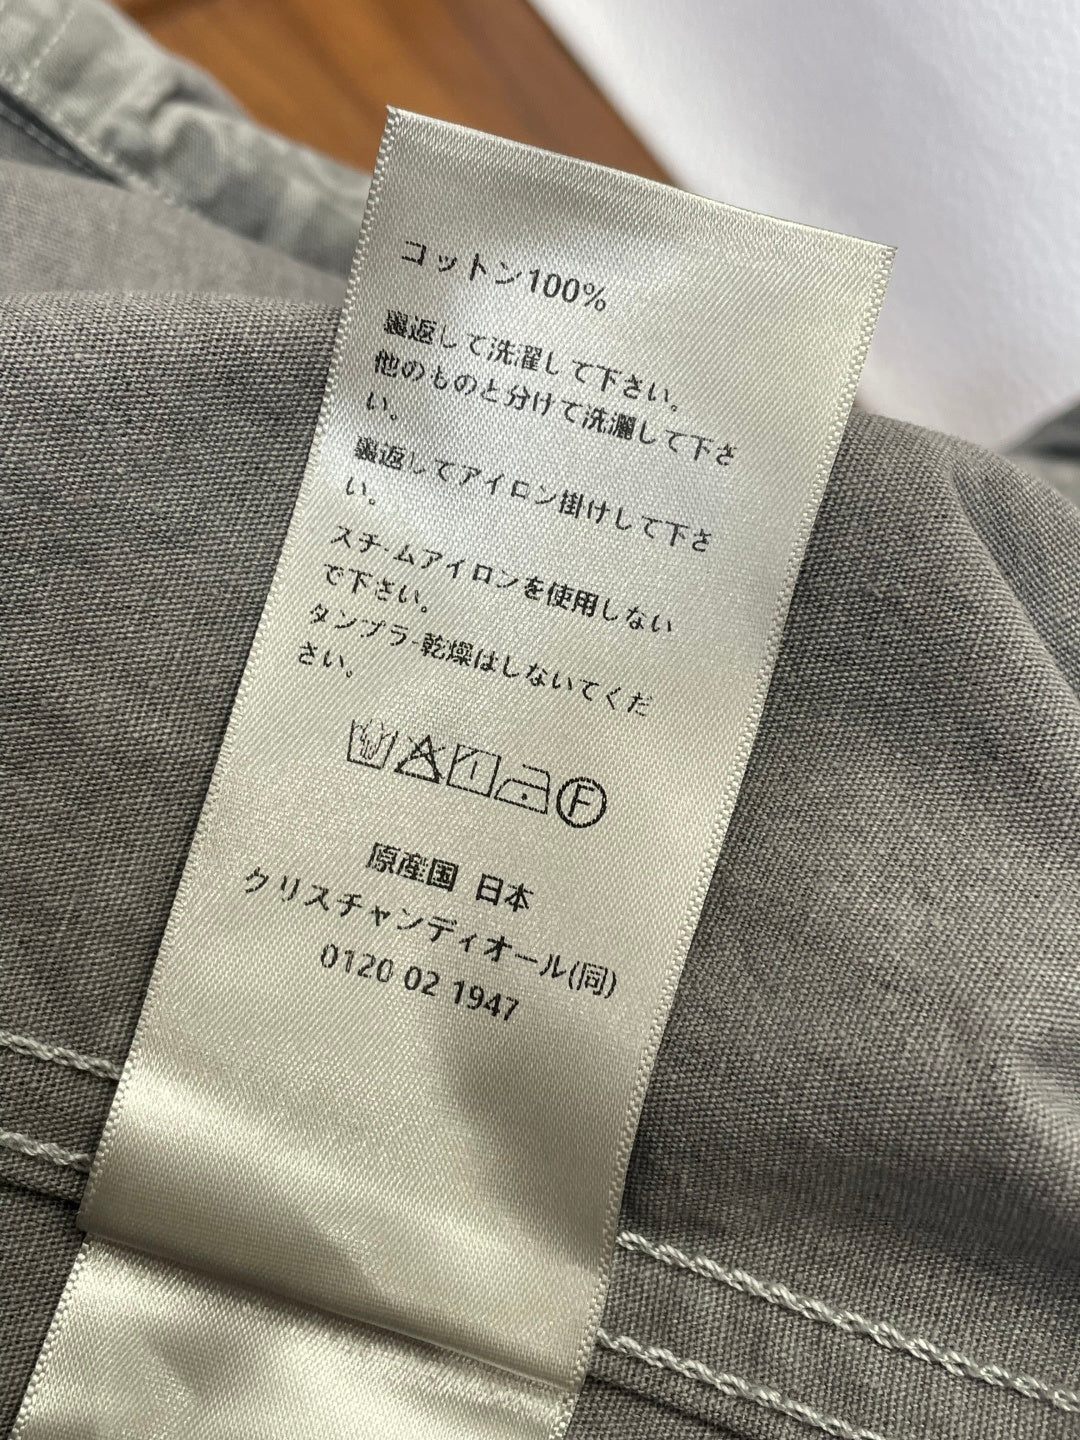 コットン100%
裏返して洗濯して下さい。
他のものと分けて洗濯して下さ
い。
裏返してアイロン掛けして下さ
い。
スチームアイロンを使用しない
で下さい。
タンブラー乾燥はしないてくだ
さい。
F
原産国 日本
クリスチャンディオール(同)
0120 02 1947